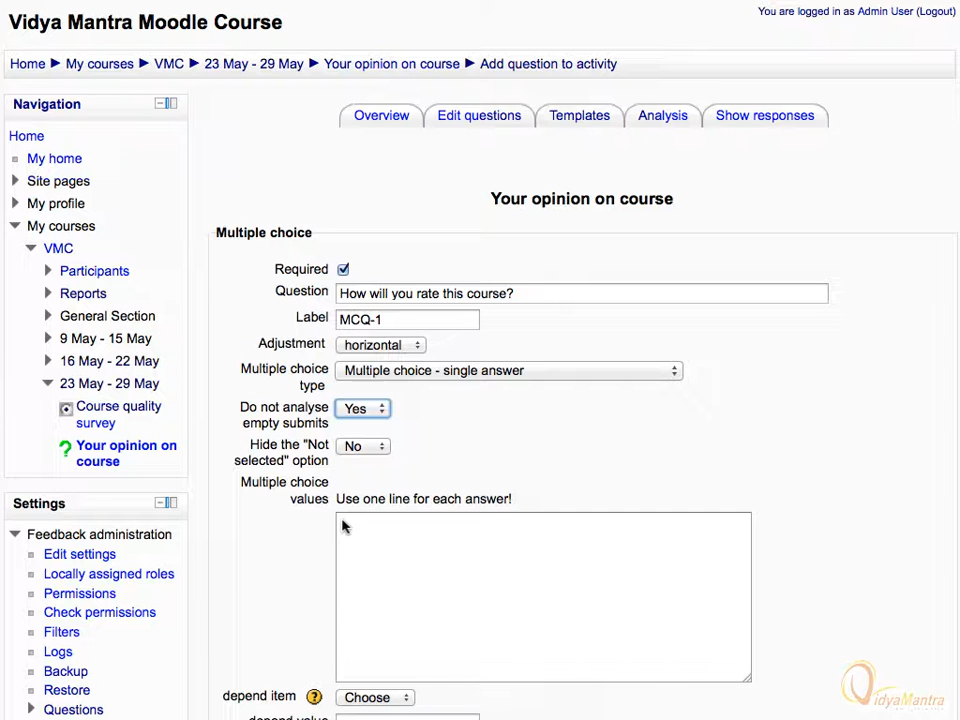 Vidya Mantra Moodle Course
You are logged in as Admin User (Logout)
Home ► My courses ► VMC ► 23 May - 29 May ► Your opinion on course ► Add question to activity
Navigation
Home
My home
Site pages
My profile
My courses
VMC
Participants
Reports
General Section
9 May - 15 May
16 May - 22 May
23 May - 29 May
Course quality
survey
Your opinion on
course
Settings
Feedback administration
Edit settings
Locally assigned roles
Permissions
Check permissions
Filters
Logs
Backup
Restore
Questions
Overview
Edit questions
Templates
Analysis
Show responses
Your opinion on course
Multiple choice
Required
Question How will you rate this course?
Label MCQ-1
Adjustment horizontal
Multiple choice
type Multiple choice - single answer
Do not analyse
empty submits Yes
Hide the "Not
selected" option No
Multiple choice
values Use one line for each answer!
depend item ? Choose
depend value
VidyaMantra